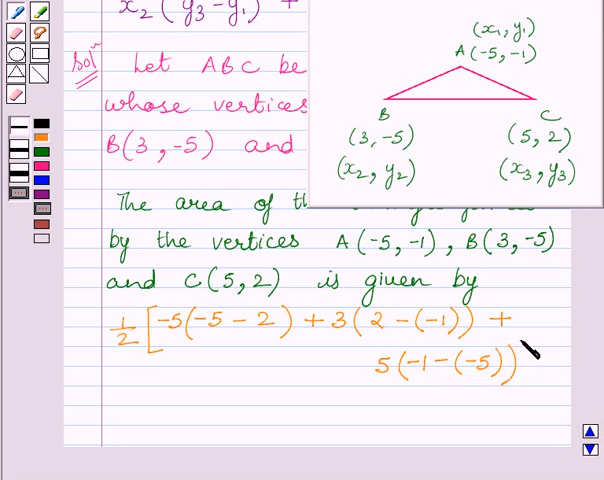 x₂(y₃-y₁) +
Solⁿ Let ABC be
whose vertices
B(3, -5) and
(x₁, y₁)
A(-5, -1)
B
C
(3, -5)
(5, 2)
(x₂, y₂)
(x₃, y₃)
The area of th
by the vertices A(-5, -1), B(3, -5)
and C(5, 2) is given by
1/2 [-5(-5 - 2) + 3(2 - (-1)) +
5(-1 - (-5))